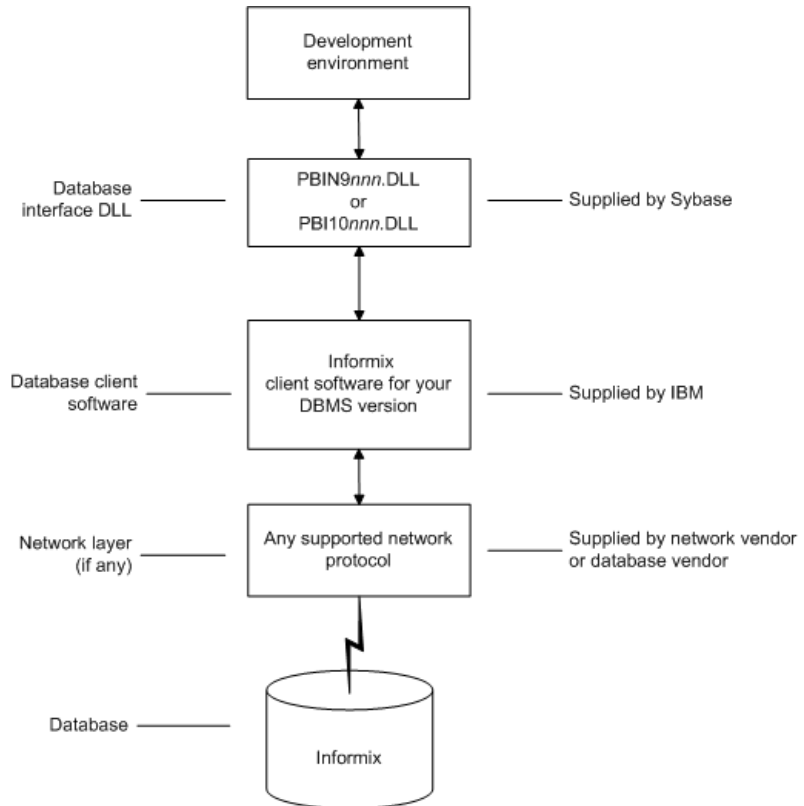 Development
environment
Database
interface DLL
PBIN9nnn.DLL
or
PBI10nnn.DLL
Supplied by Sybase
Database client
software
Informix
client software for your
DBMS version
Supplied by IBM
Network layer
(if any)
Any supported network
protocol
Supplied by network vendor
or database vendor
Database
Informix